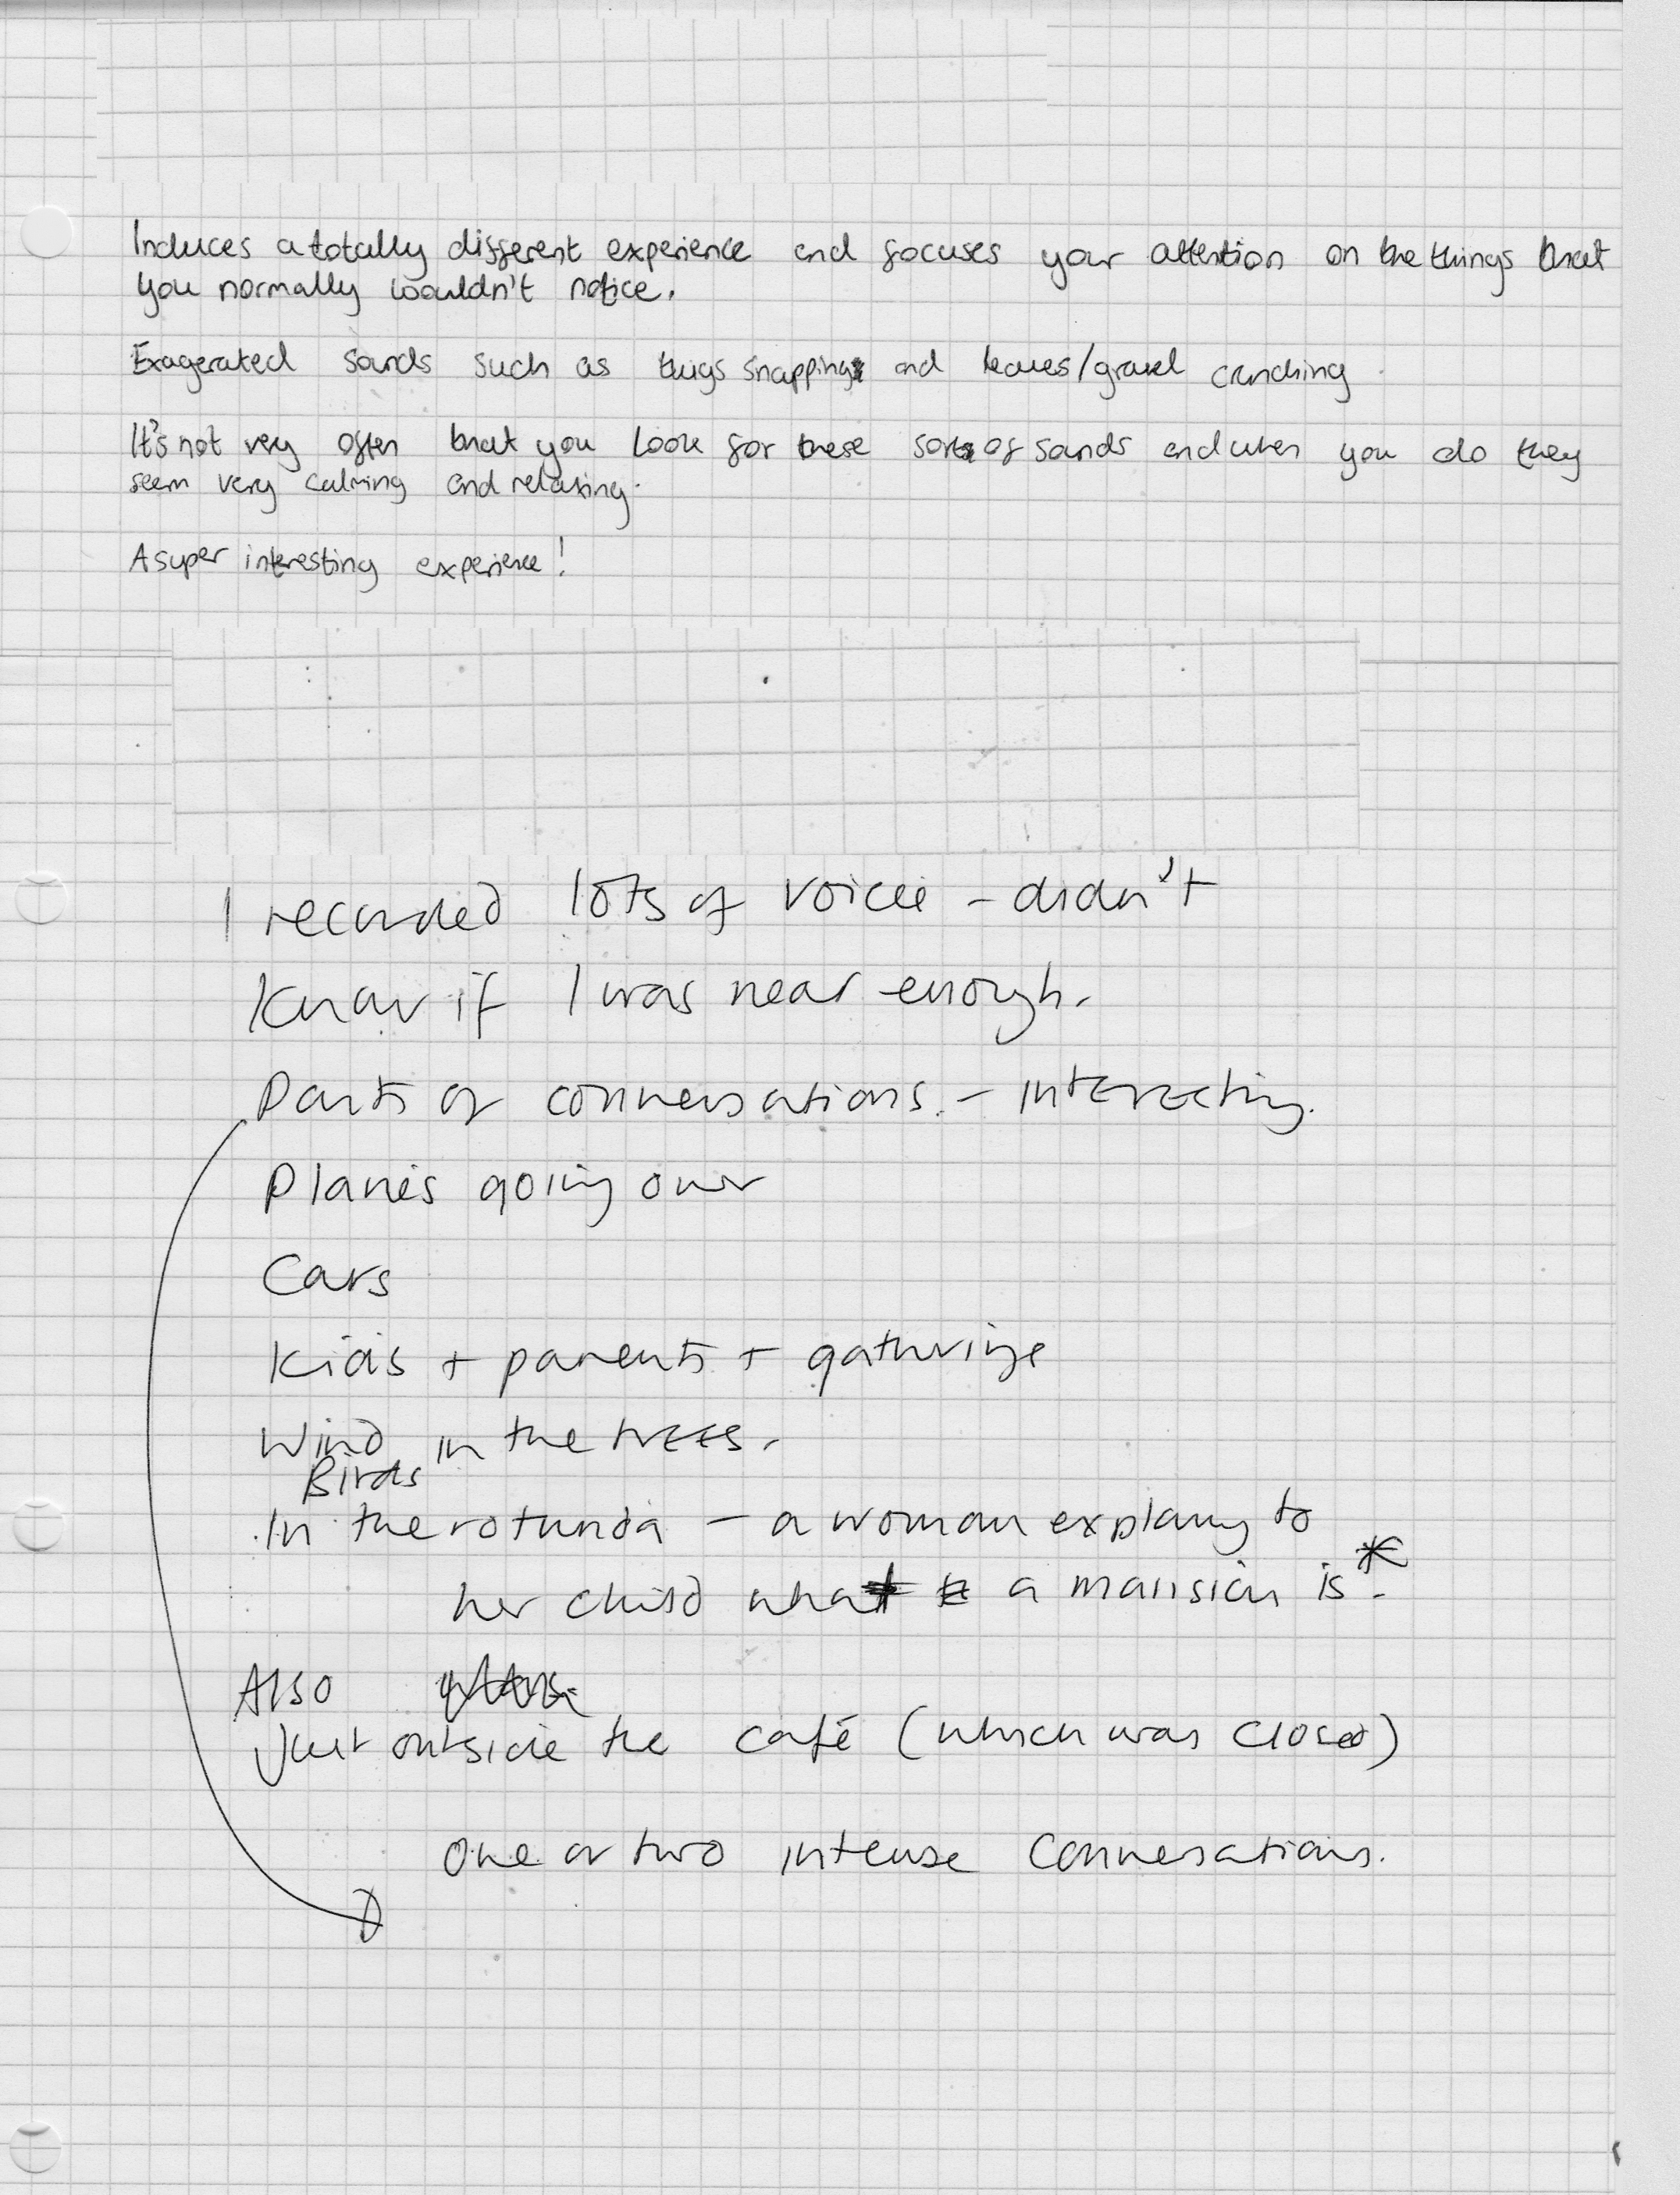 Induces a totally different experience and focuses your attention on the things that
you normally wouldn't notice.
Exagerated sounds such as twigs snapping and leaves/gravel crunching
It's not very often that you look for these sorts of sounds and when you do they
seem very calming and relaxing.
A super interesting experience!
I recorded lots of voices - didn't
know if I was near enough.
Parts of conversations. - interesting.
Planes going over
Cars
Kids + parents + gatherings
Wind in the trees.
Birds
In the rotunda - a woman explaing to
her child what a mansion is * -
Also
Just outside the café (which was closed)
One or two intense conversations.